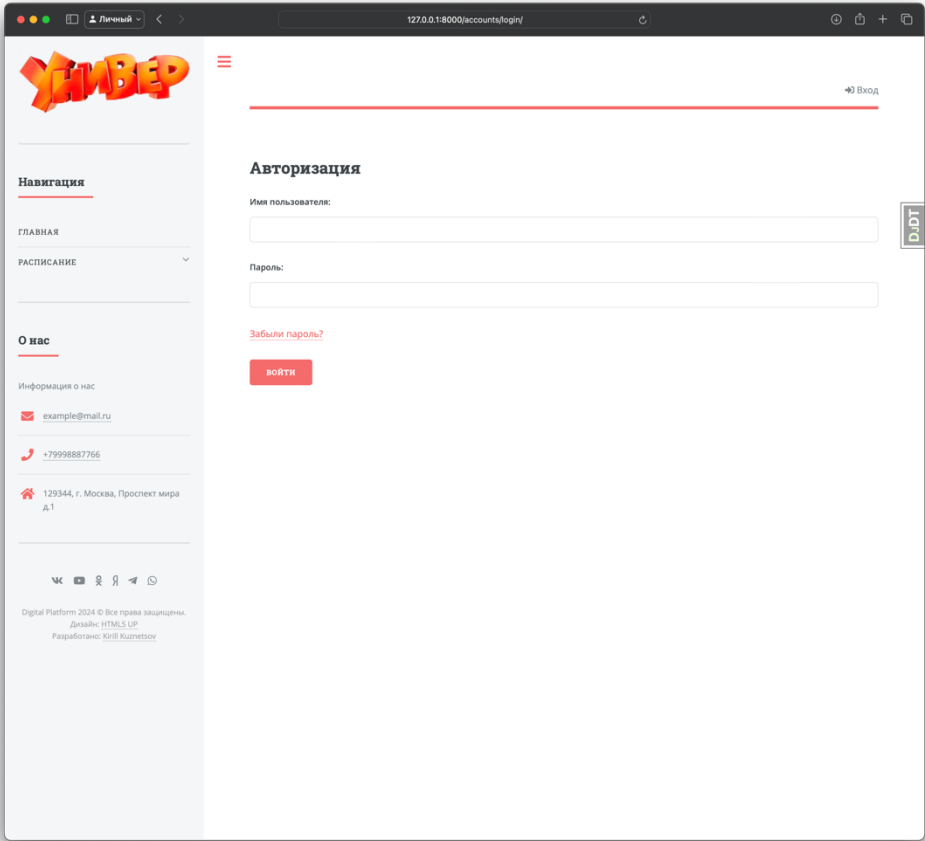 Личный
127.0.0.1:8000/accounts/login/
УНИВЕР
Вход
Навигация
ГЛАВНАЯ
РАСПИСАНИЕ
О нас
Информация о нас
example@mail.ru
+79998887766
129344, г. Москва, Проспект мира
д.1
Digital Platform 2024 © Все права защищены.
Дизайн: HTML5 UP
Разработано: Kirill Kuznetsov
Авторизация
Имя пользователя:
Пароль:
Забыли пароль?
ВОЙТИ
DJDT